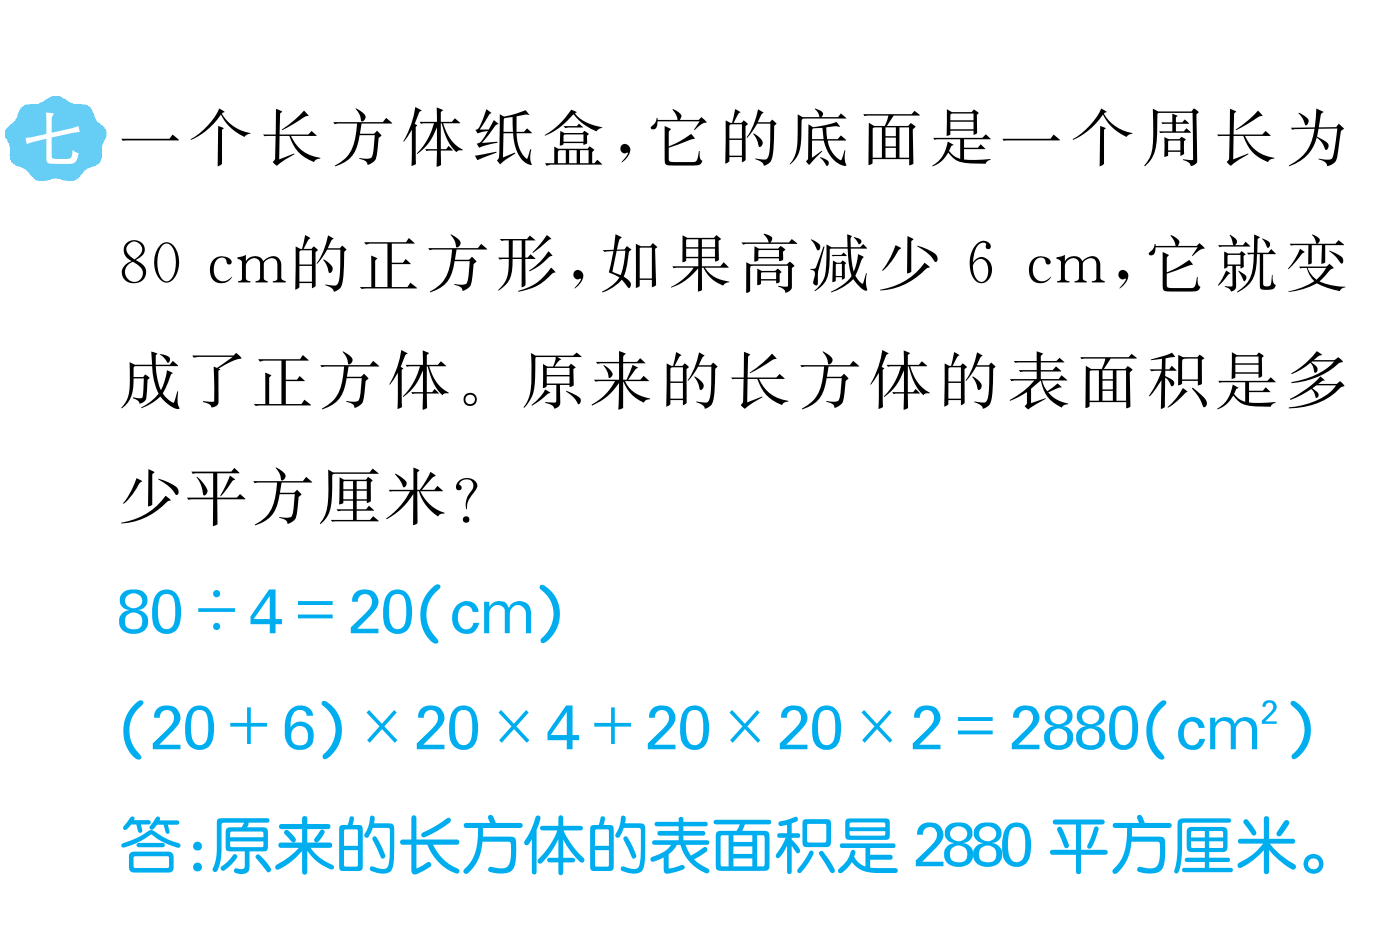 七 一个长方体纸盒,它的底面是一个周长为
80 cm的正方形,如果高减少 6 cm,它就变
成了正方体。原来的长方体的表面积是多
少平方厘米?
80÷4=20(cm)
(20+6)×20×4+20×20×2=2880(cm²)
答:原来的长方体的表面积是 2880 平方厘米。